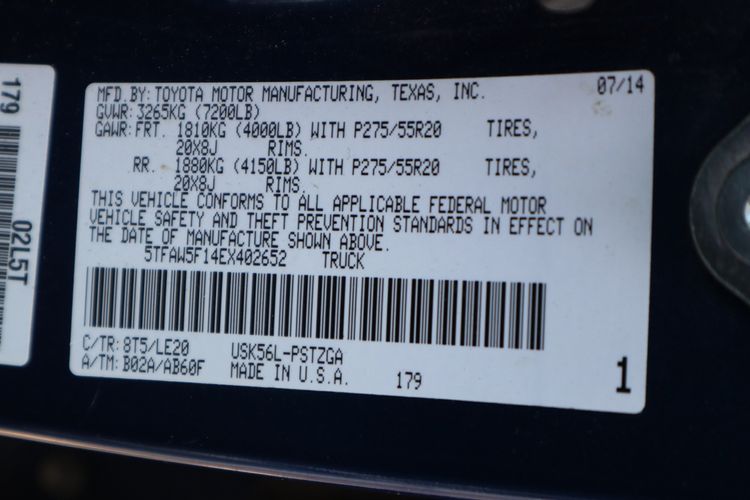 MFD.BY: TOYOTA MOTOR MANUFACTURING, TEXAS, INC. 07/14
GVWR: 3265KG (7200LB)
GAWR: FRT. 1810KG (4000LB) WITH P275/55R20 TIRES,
20X8J RIMS.
RR. 1880KG (4150LB) WITH P275/55R20 TIRES,
20X8J RIMS.
THIS VEHICLE CONFORMS TO ALL APPLICABLE FEDERAL MOTOR
VEHICLE SAFETY AND THEFT PREVENTION STANDARDS IN EFFECT ON
THE DATE OF MANUFACTURE SHOWN ABOVE.
5TFAW5F14EX402652 TRUCK
C/TR: 8T5/LE20 USK56L-PSTZGA
A/TM: B02A/AB60F MADE IN U.S.A. 179 1
179
02L5T